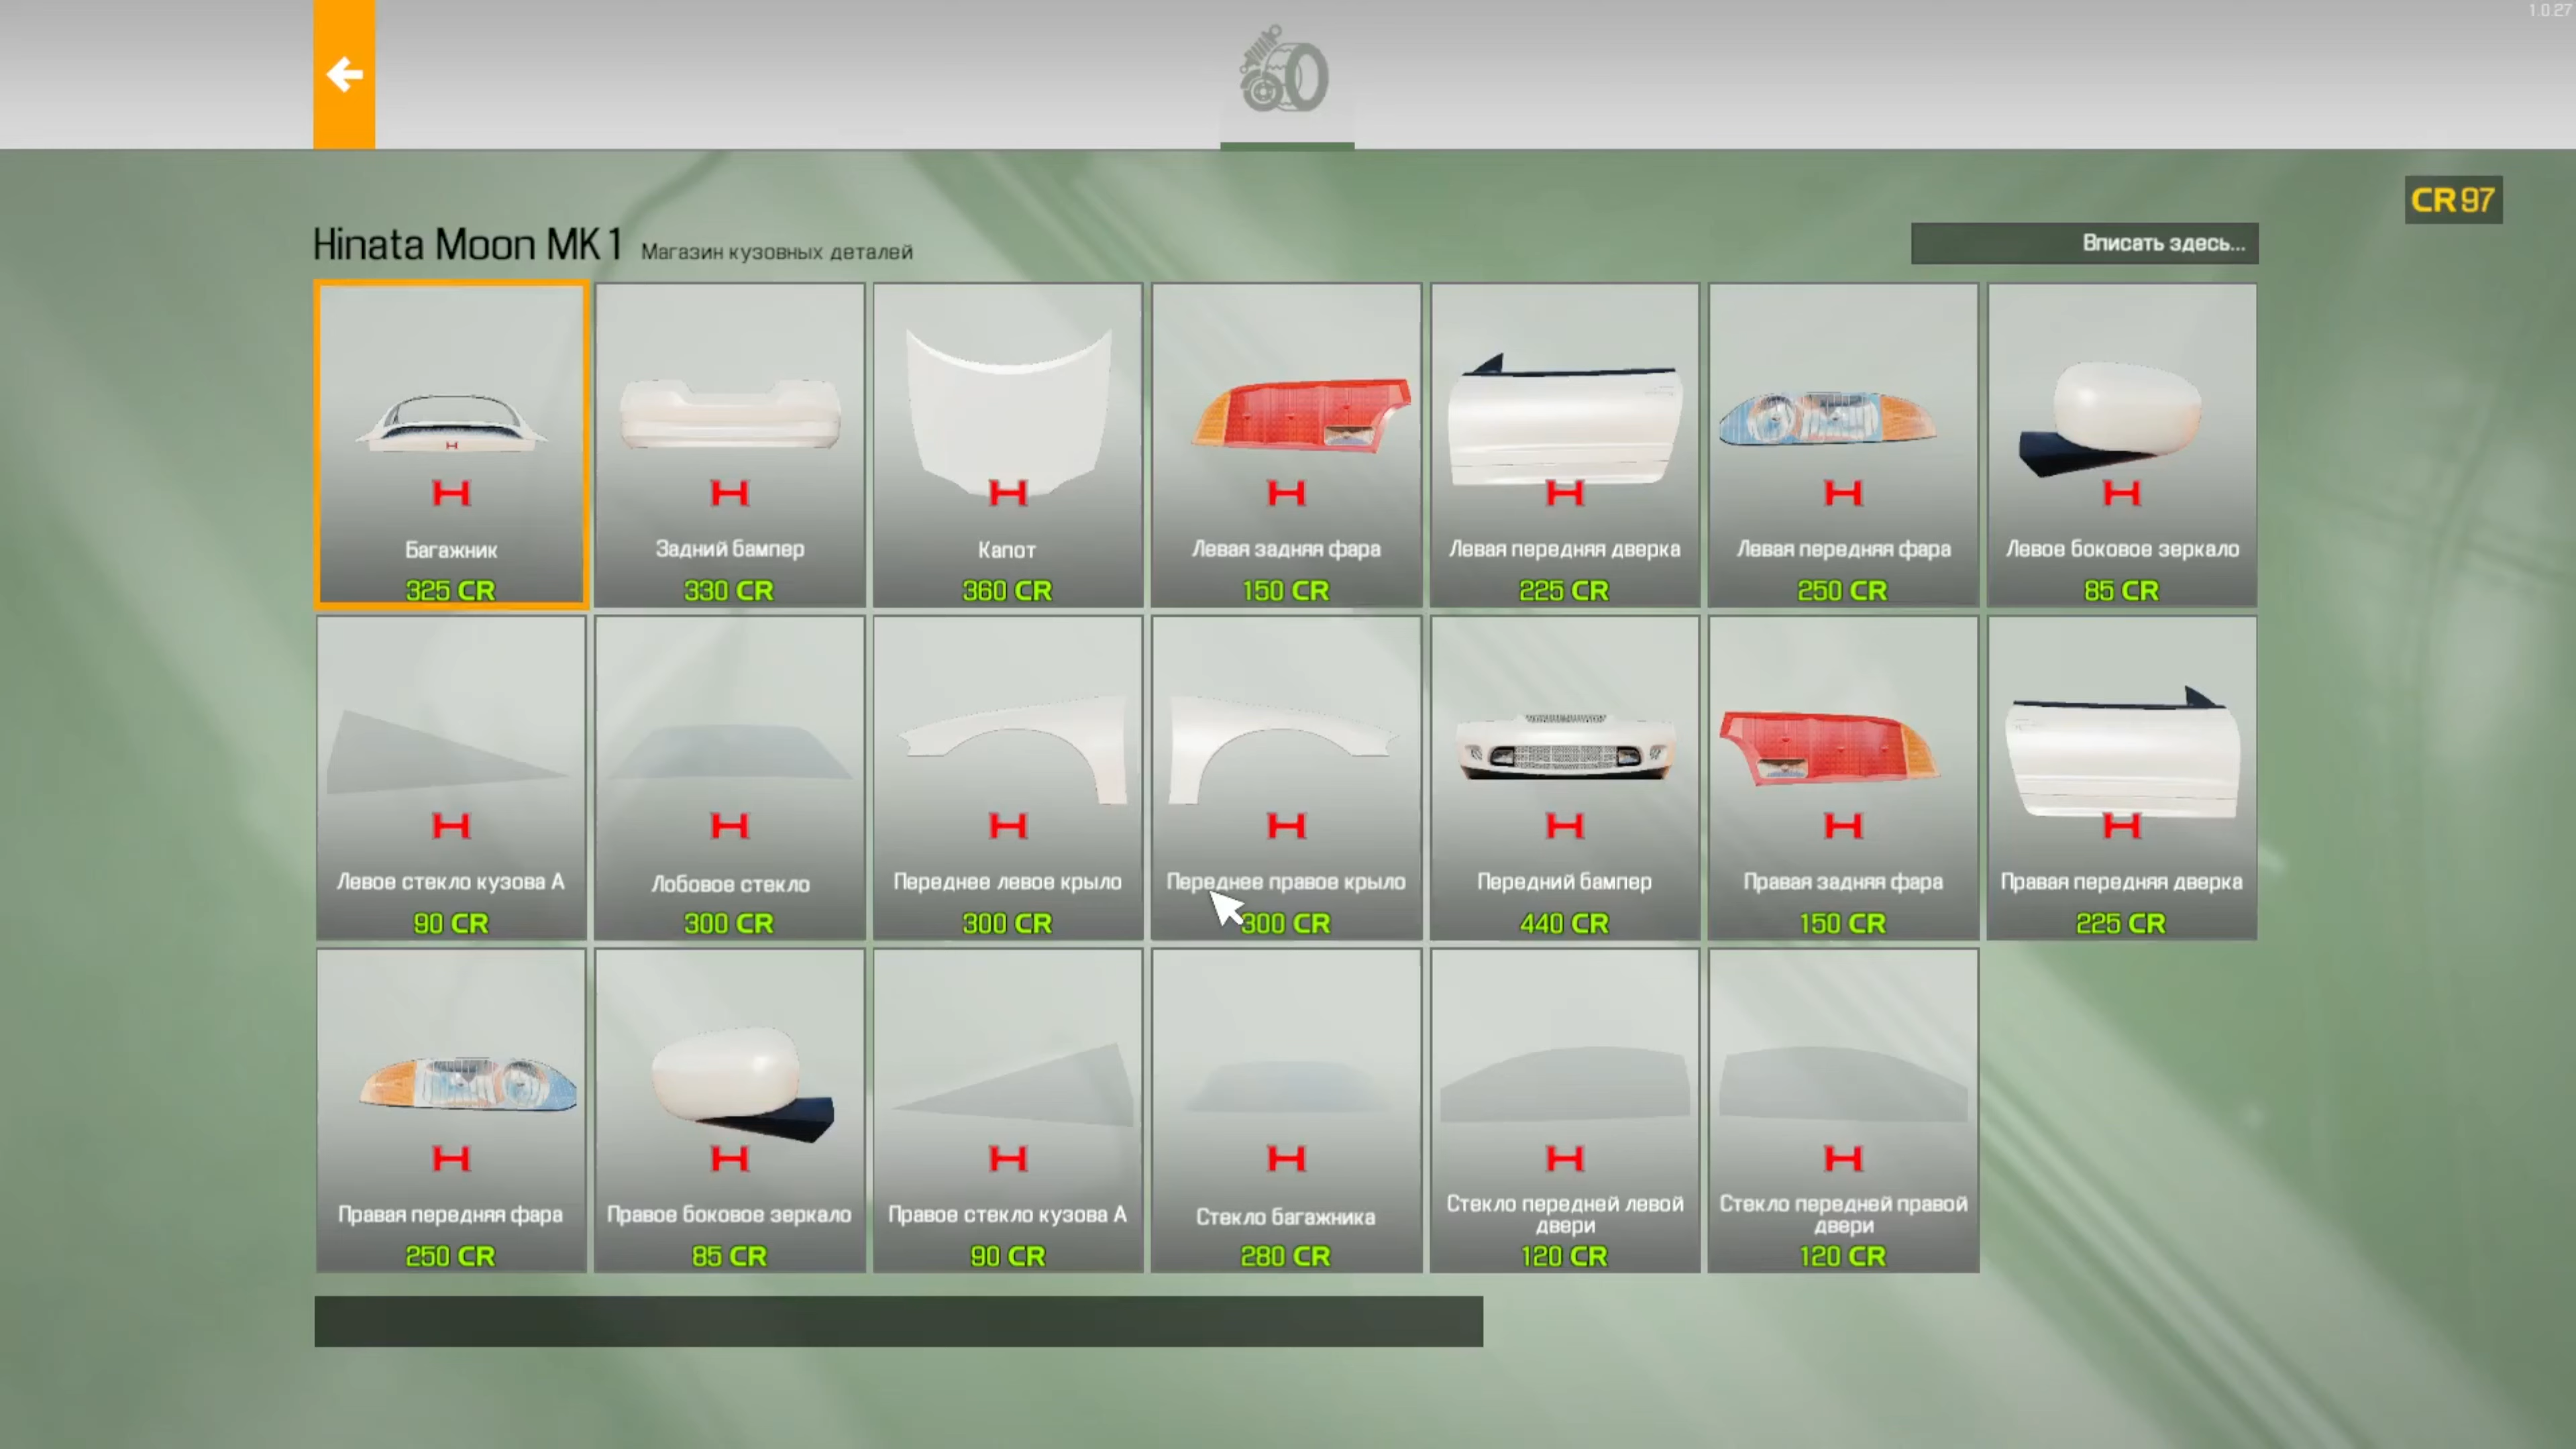 1.0.27
CR 97
Hinata Moon MK1 Магазин кузовных деталей
Вписать здесь...
Багажник
325 CR
Задний бампер
330 CR
Капот
360 CR
Левая задняя фара
150 CR
Левая передняя дверка
225 CR
Левая передняя фара
250 CR
Левое боковое зеркало
85 CR
Левое стекло кузова A
90 CR
Лобовое стекло
300 CR
Переднее левое крыло
300 CR
Переднее правое крыло
300 CR
Передний бампер
440 CR
Правая задняя фара
150 CR
Правая передняя дверка
225 CR
Правая передняя фара
250 CR
Правое боковое зеркало
85 CR
Правое стекло кузова A
90 CR
Стекло багажника
280 CR
Стекло передней левой
двери
120 CR
Стекло передней правой
двери
120 CR